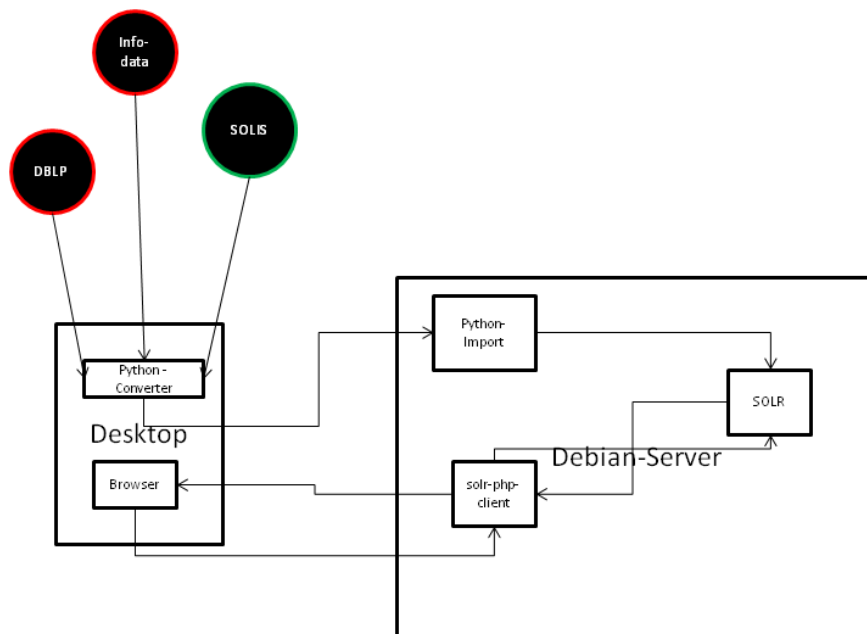 Info-
data
SOLIS
DBLP
Python-
Import
Python -
Converter
SOLR
Desktop
Debian-Server
Browser
solr-php-
client